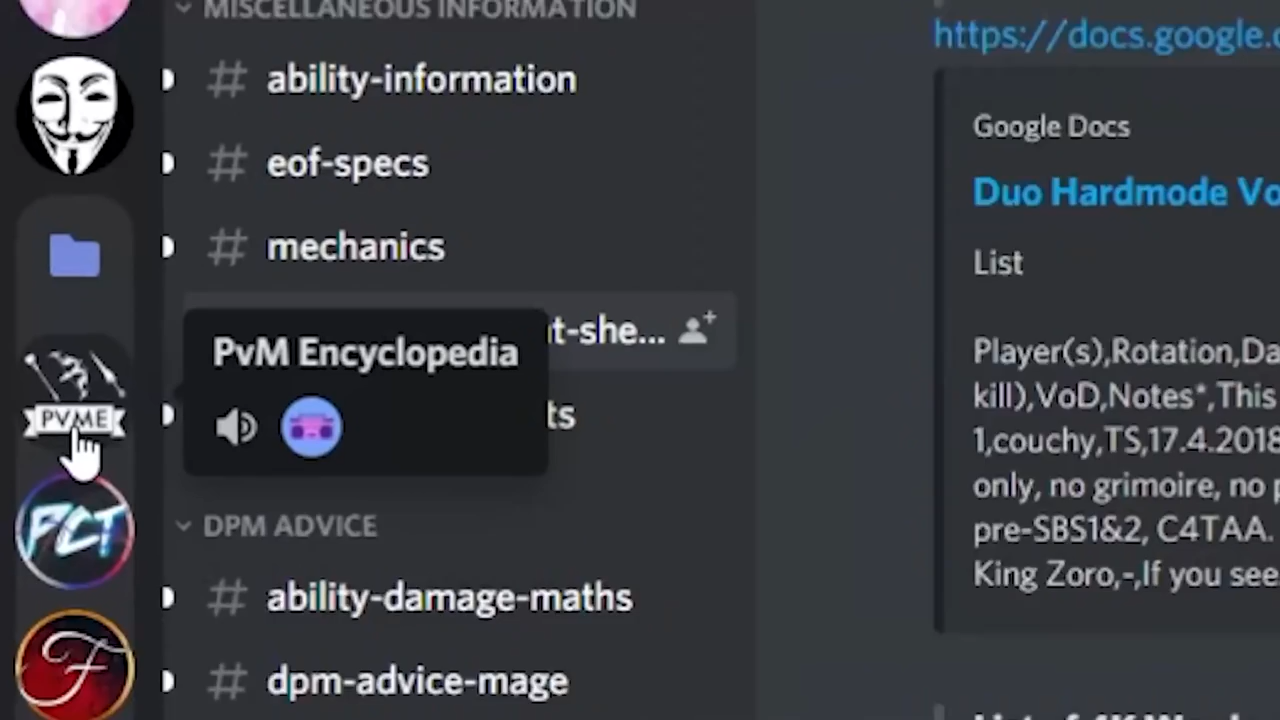 MISCELLANEOUS INFORMATION
# ability-information
# eof-specs
# mechanics
t-she...
PvM Encyclopedia
ts
DPM ADVICE
# ability-damage-maths
# dpm-advice-mage
PVME
PCT
F
https://docs.google.
Google Docs
Duo Hardmode Vo
List
Player(s),Rotation,Da
kill),VoD,Notes*,This
1,couchy,TS,17.4.2018
only, no grimoire, no p
pre-SBS1&2, C4TAA.
King Zoro,-,If you see